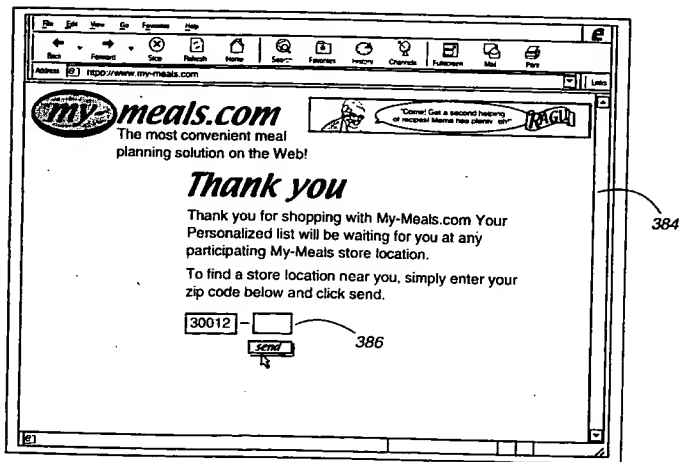 File Edit View Go Favorites Help
Back Forward Stop Refresh Home Search Favorites History Channels Fullscreen Mail Print
Address ntpp://www.my-meals.com Links
my meals.com
The most convenient meal
planning solution on the Web!
"Come! Get a second helping
of recipes! Mama has plenty
RAGU
Thank you
Thank you for shopping with My-Meals.com Your
Personalized list will be waiting for you at any
participating My-Meals store location.
To find a store location near you, simply enter your
zip code below and click send.
30012 –
send
384
386